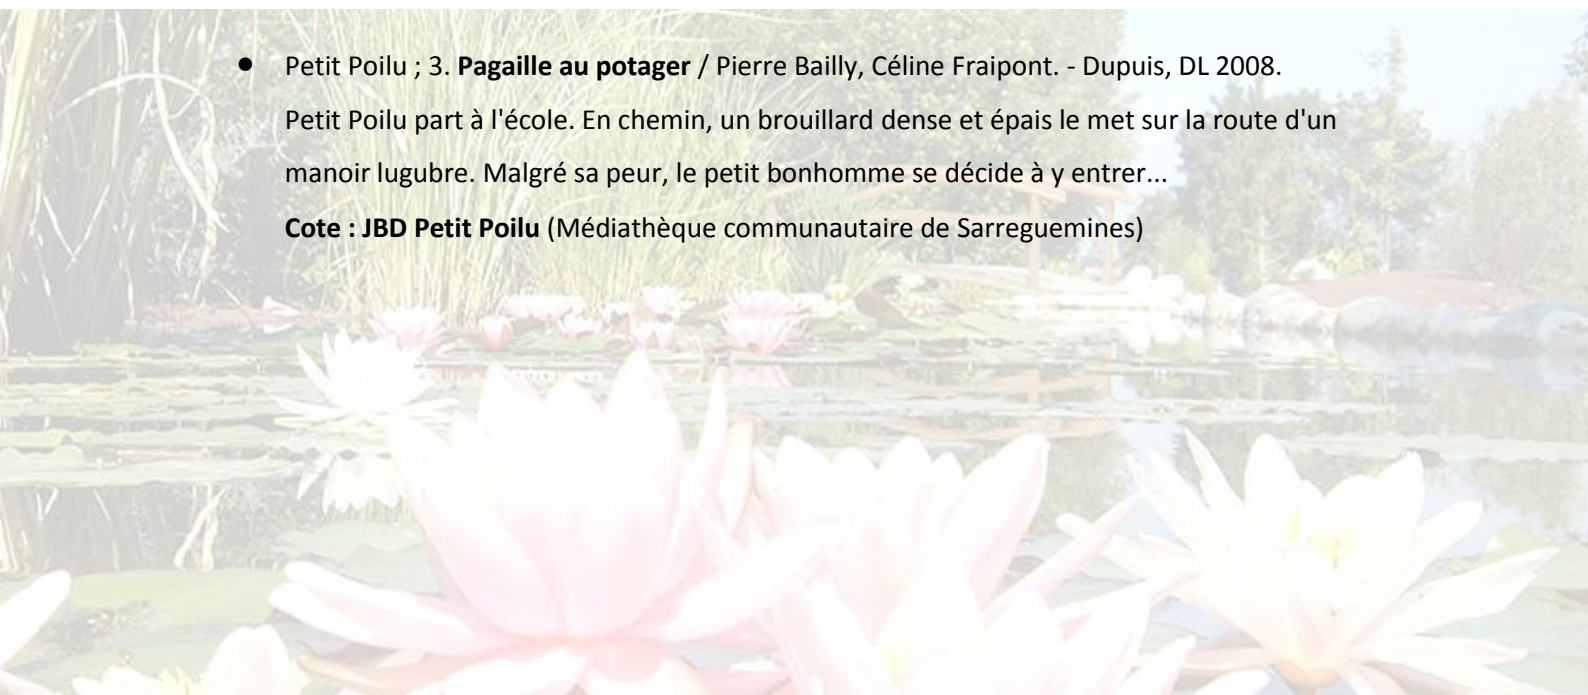 • Petit Poilu ; 3. Pagaille au potager / Pierre Bailly, Céline Fraipont. - Dupuis, DL 2008.
Petit Poilu part à l'école. En chemin, un brouillard dense et épais le met sur la route d'un
manoir lugubre. Malgré sa peur, le petit bonhomme se décide à y entrer...
Cote : JBD Petit Poilu (Médiathèque communautaire de Sarreguemines)